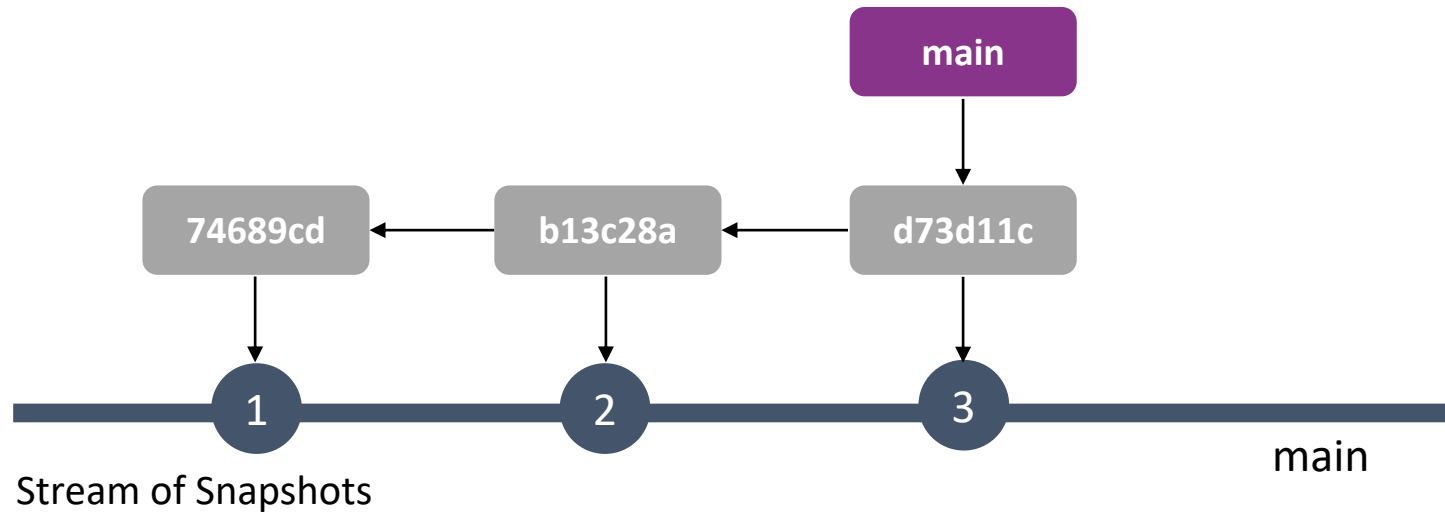 main
74689cd
b13c28a
d73d11c
1
2
3
main
Stream of Snapshots